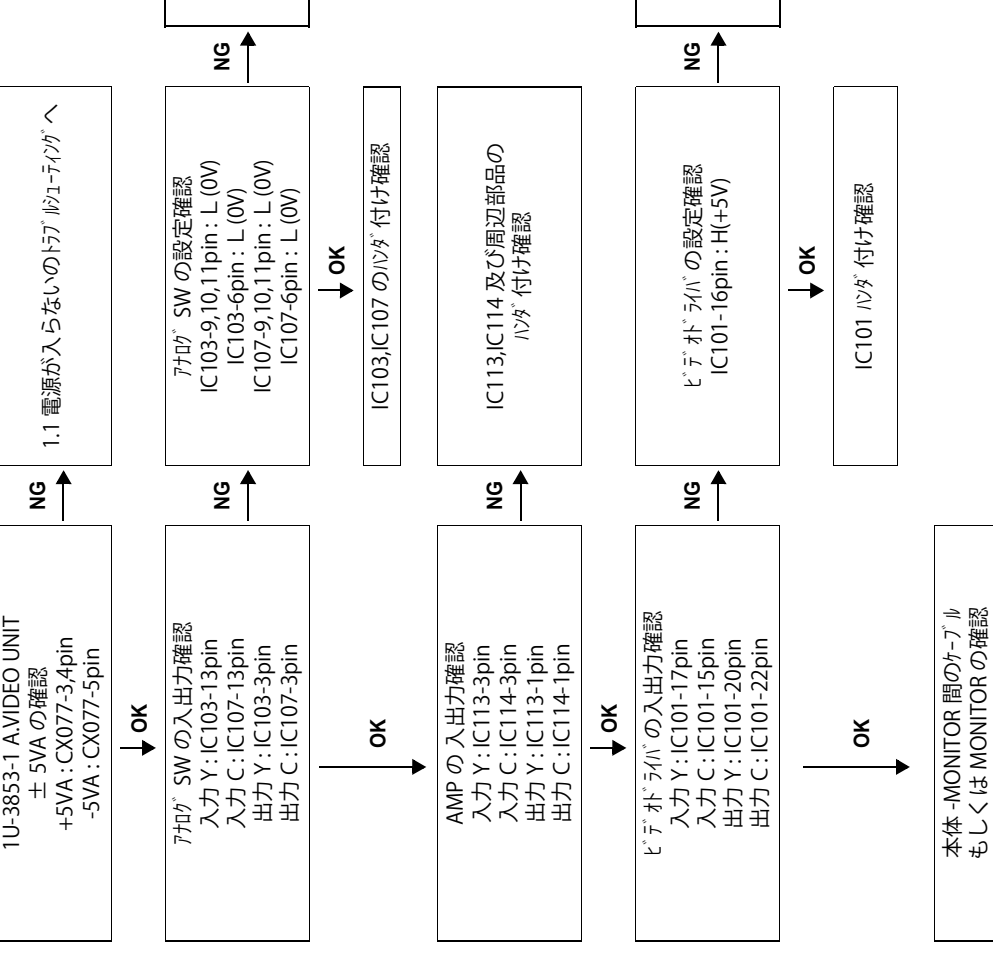 1U-38533-1 A.VIDEO UNIT
± 5VA の確認
+5VA : CX077-3,4pin
-5VA : CX077-5pin
NG
1.1 電源が入らないのﾄﾗﾌﾞﾙｼｭｰﾃｨﾝｸﾞへ
OK
ｱﾅﾛｸﾞ SW の入出力確認
入力 Y : IC103-13pin
入力 C : IC107-13pin
出力 Y : IC103-3pin
出力 C : IC107-3pin
NG
ｱﾅﾛｸﾞ SW の設定確認
IC103-9,10,11pin : L (0V)
IC103-6pin : L (0V)
IC107-9,10,11pin : L (0V)
IC107-6pin : L (0V)
NG
OK
IC103,IC107 のﾊﾝﾀﾞ付け確認
OK
AMP の 入出力確認
入力 Y : IC113-3pin
入力 C : IC114-3pin
出力 Y : IC113-1pin
出力 C : IC114-1pin
NG
IC113,IC114 及び周辺部品の
ﾊﾝﾀﾞ付け確認
OK
ﾋﾞﾃﾞｵﾄﾞﾗｲﾊﾞの入出力確認
入力 Y : IC101-17pin
入力 C : IC101-15pin
出力 Y : IC101-20pin
出力 C : IC101-22pin
NG
ﾋﾞﾃﾞｵﾄﾞﾗｲﾊﾞの設定確認
IC101-16pin : H(+5V)
NG
OK
IC101 ﾊﾝﾀﾞ付け確認
OK
本体 -MONITOR 間のｹｰﾌﾞﾙ
もしくは MONITOR の確認